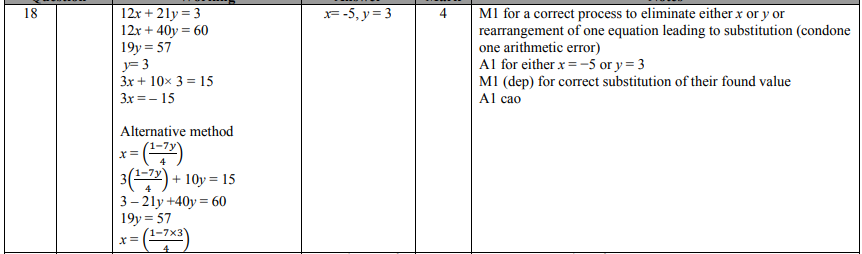 18
12x + 21y = 3
12x + 40y = 60
19y = 57
y= 3
3x + 10× 3 = 15
3x = – 15
Alternative method
x = (1−7y/4)
3(1−7y/4) + 10y = 15
3 – 21y +40y = 60
19y = 57
x = (1−7×3/4)
x= -5, y = 3
4
M1 for a correct process to eliminate either x or y or
rearrangement of one equation leading to substitution (condone
one arithmetic error)
A1 for either x = −5 or y = 3
M1 (dep) for correct substitution of their found value
A1 cao